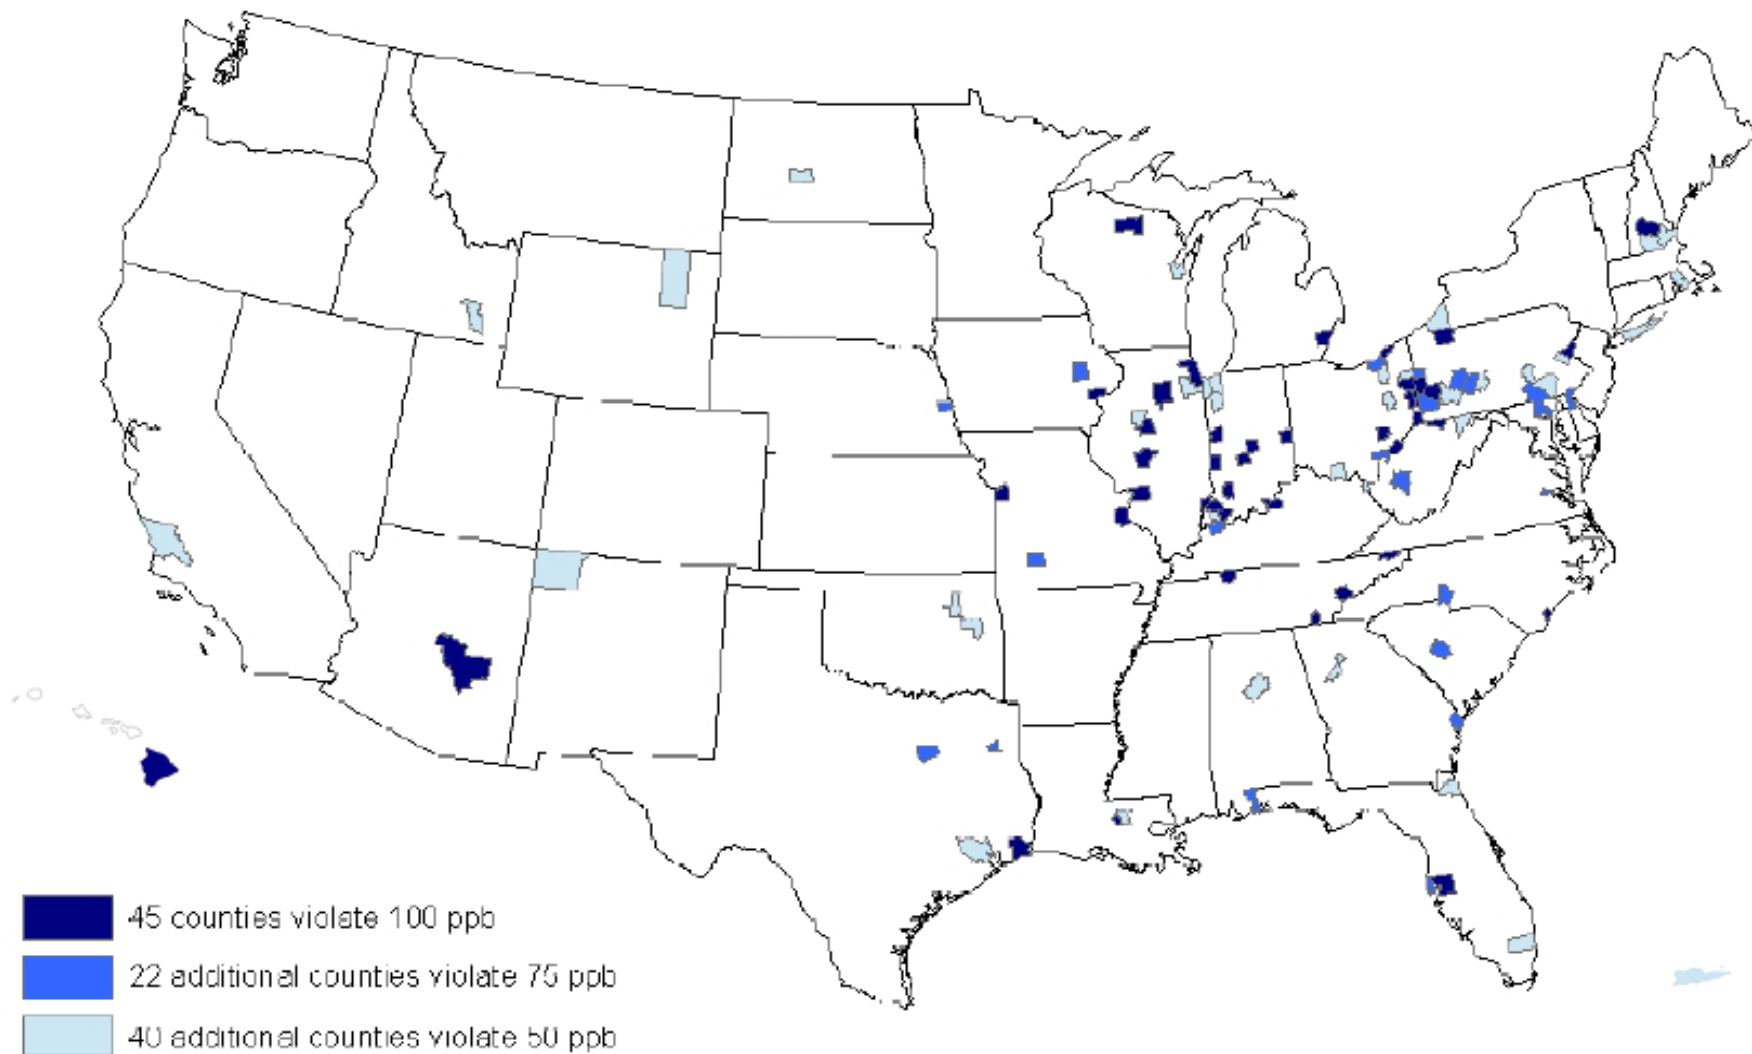 45 counties violate 100 ppb
22 additional counties violate 75 ppb
40 additional counties violate 50 ppb